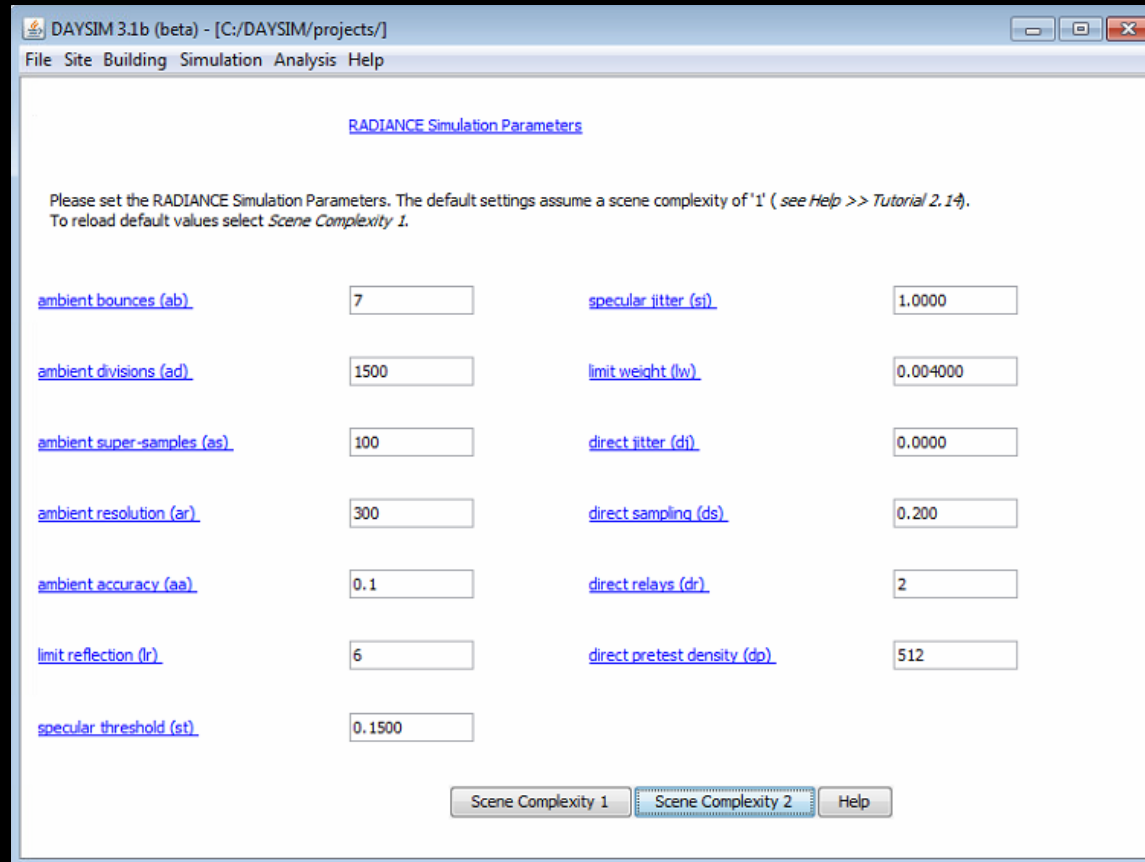 DAYSIM 3.1b (beta) - [C:/DAYSIM/projects/]
File Site Building Simulation Analysis Help
RADIANCE Simulation Parameters
Please set the RADIANCE Simulation Parameters. The default settings assume a scene complexity of '1' ( see Help >> Tutorial 2.14).
To reload default values select Scene Complexity 1.
ambient bounces (ab) 7 specular jitter (sj) 1.0000
ambient divisions (ad) 1500 limit weight (lw) 0.004000
ambient super-samples (as) 100 direct jitter (dj) 0.0000
ambient resolution (ar) 300 direct sampling (ds) 0.200
ambient accuracy (aa) 0.1 direct relays (dr) 2
limit reflection (lr) 6 direct pretest density (dp) 512
specular threshold (st) 0.1500
Scene Complexity 1 Scene Complexity 2 Help